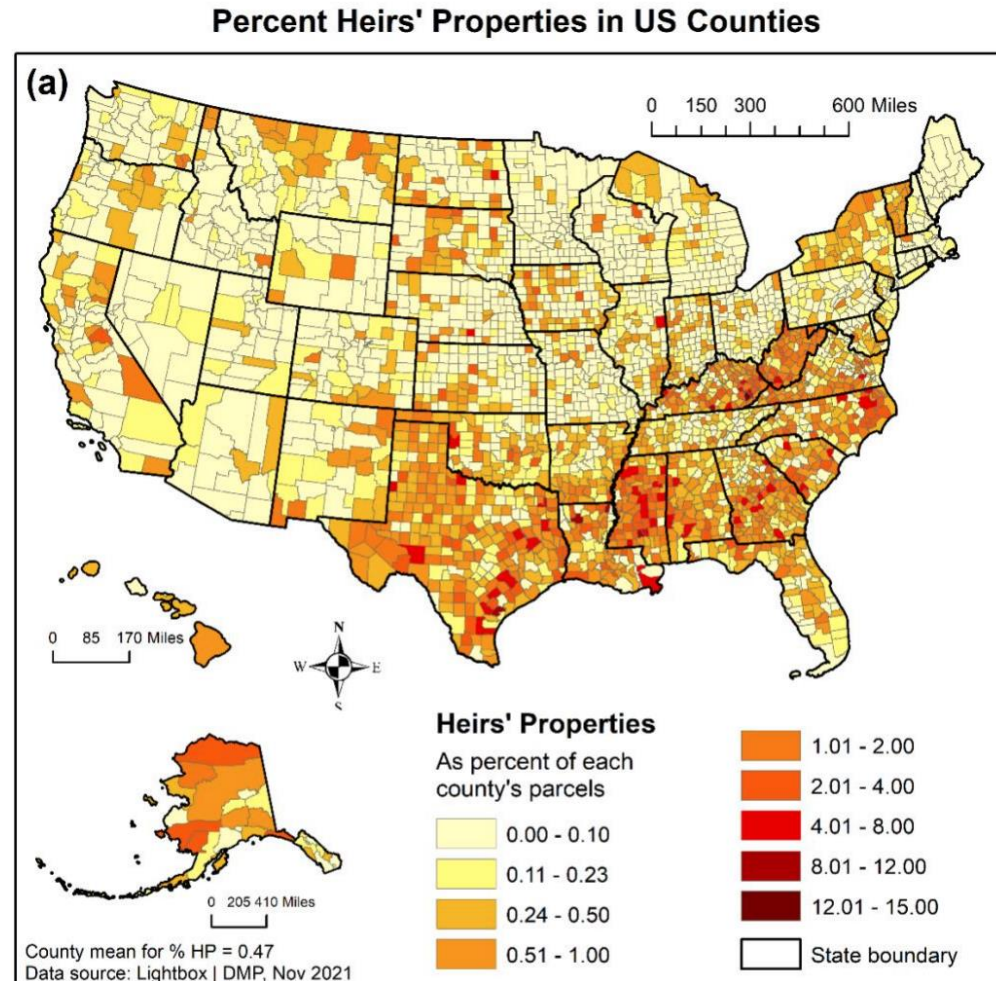 Percent Heirs' Properties in US Counties
(a)
0 150 300 600 Miles
0 85 170 Miles
N
W E
S
0 205 410 Miles
Heirs' Properties
As percent of each
county's parcels
0.00 - 0.10
0.11 - 0.23
0.24 - 0.50
0.51 - 1.00
1.01 - 2.00
2.01 - 4.00
4.01 - 8.00
8.01 - 12.00
12.01 - 15.00
State boundary
County mean for % HP = 0.47
Data source: Lightbox | DMP, Nov 2021